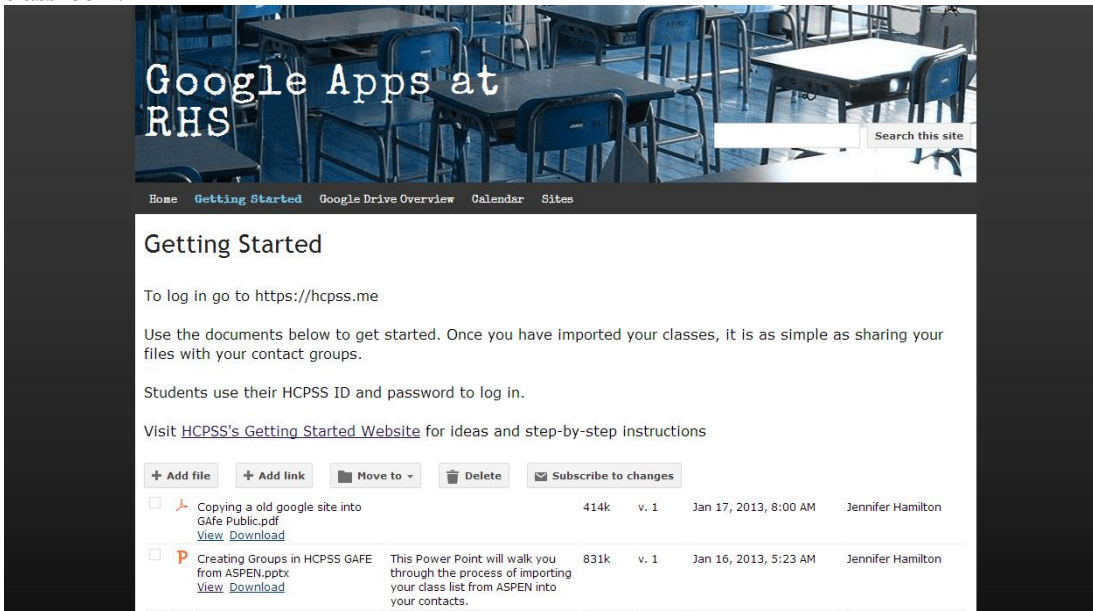 Google Apps at
RHS
Search this site
Home Getting Started Google Drive Overview Calendar Sites
Getting Started
To log in go to https://hcpss.me
Use the documents below to get started. Once you have imported your classes, it is as simple as sharing your
files with your contact groups.
Students use their HCPSS ID and password to log in.
Visit HCPSS's Getting Started Website for ideas and step-by-step instructions
+ Add file + Add link Move to Delete Subscribe to changes
Copying a old google site into 414k v. 1 Jan 17, 2013, 8:00 AM Jennifer Hamilton
GAfe Public.pdf
View Download
Creating Groups in HCPSS GAFE This Power Point will walk you 831k v. 1 Jan 16, 2013, 5:23 AM Jennifer Hamilton
from ASPEN.pptx through the process of importing
View Download your class list from ASPEN into
your contacts.